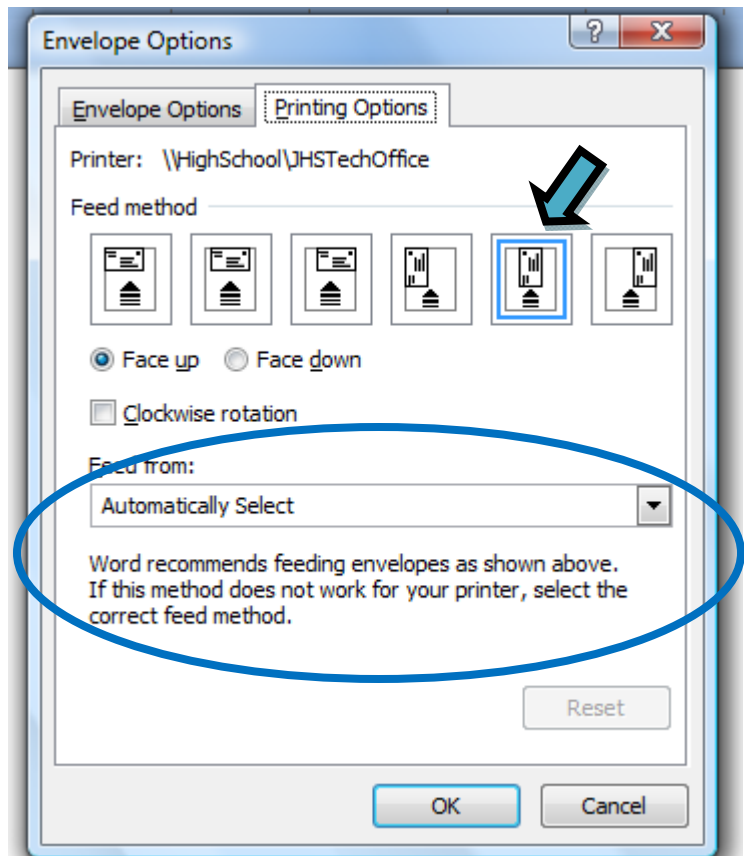 Envelope Options
Envelope Options Printing Options
Printer: \\HighSchool\JHSTechOffice
Feed method
Face up Face down
Clockwise rotation
Feed from:
Automatically Select
Word recommends feeding envelopes as shown above.
If this method does not work for your printer, select the
correct feed method.
Reset
OK Cancel